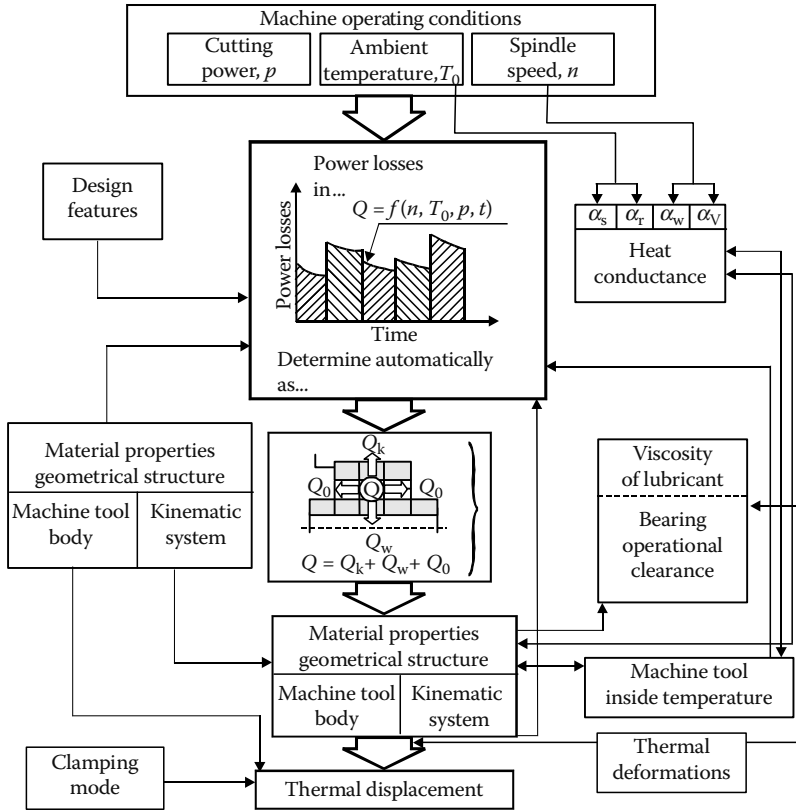 Machine operating conditions
Cutting
power, p
Ambient
temperature, T0
Spindle
speed, n
Design
features
Power losses
in...
Q = f(n, T0, p, t)
Power losses
Time
Determine automatically
as...
αs αr αw αV
Heat
conductance
Material properties
geometrical structure
Machine tool
body
Kinematic
system
Qk
Q0 Q Q0
Qw
Q = Qk + Qw + Q0
Viscosity
of lubricant
Bearing
operational
clearance
Material properties
geometrical structure
Machine tool
body
Kinematic
system
Machine tool
inside temperature
Clamping
mode
Thermal displacement
Thermal
deformations